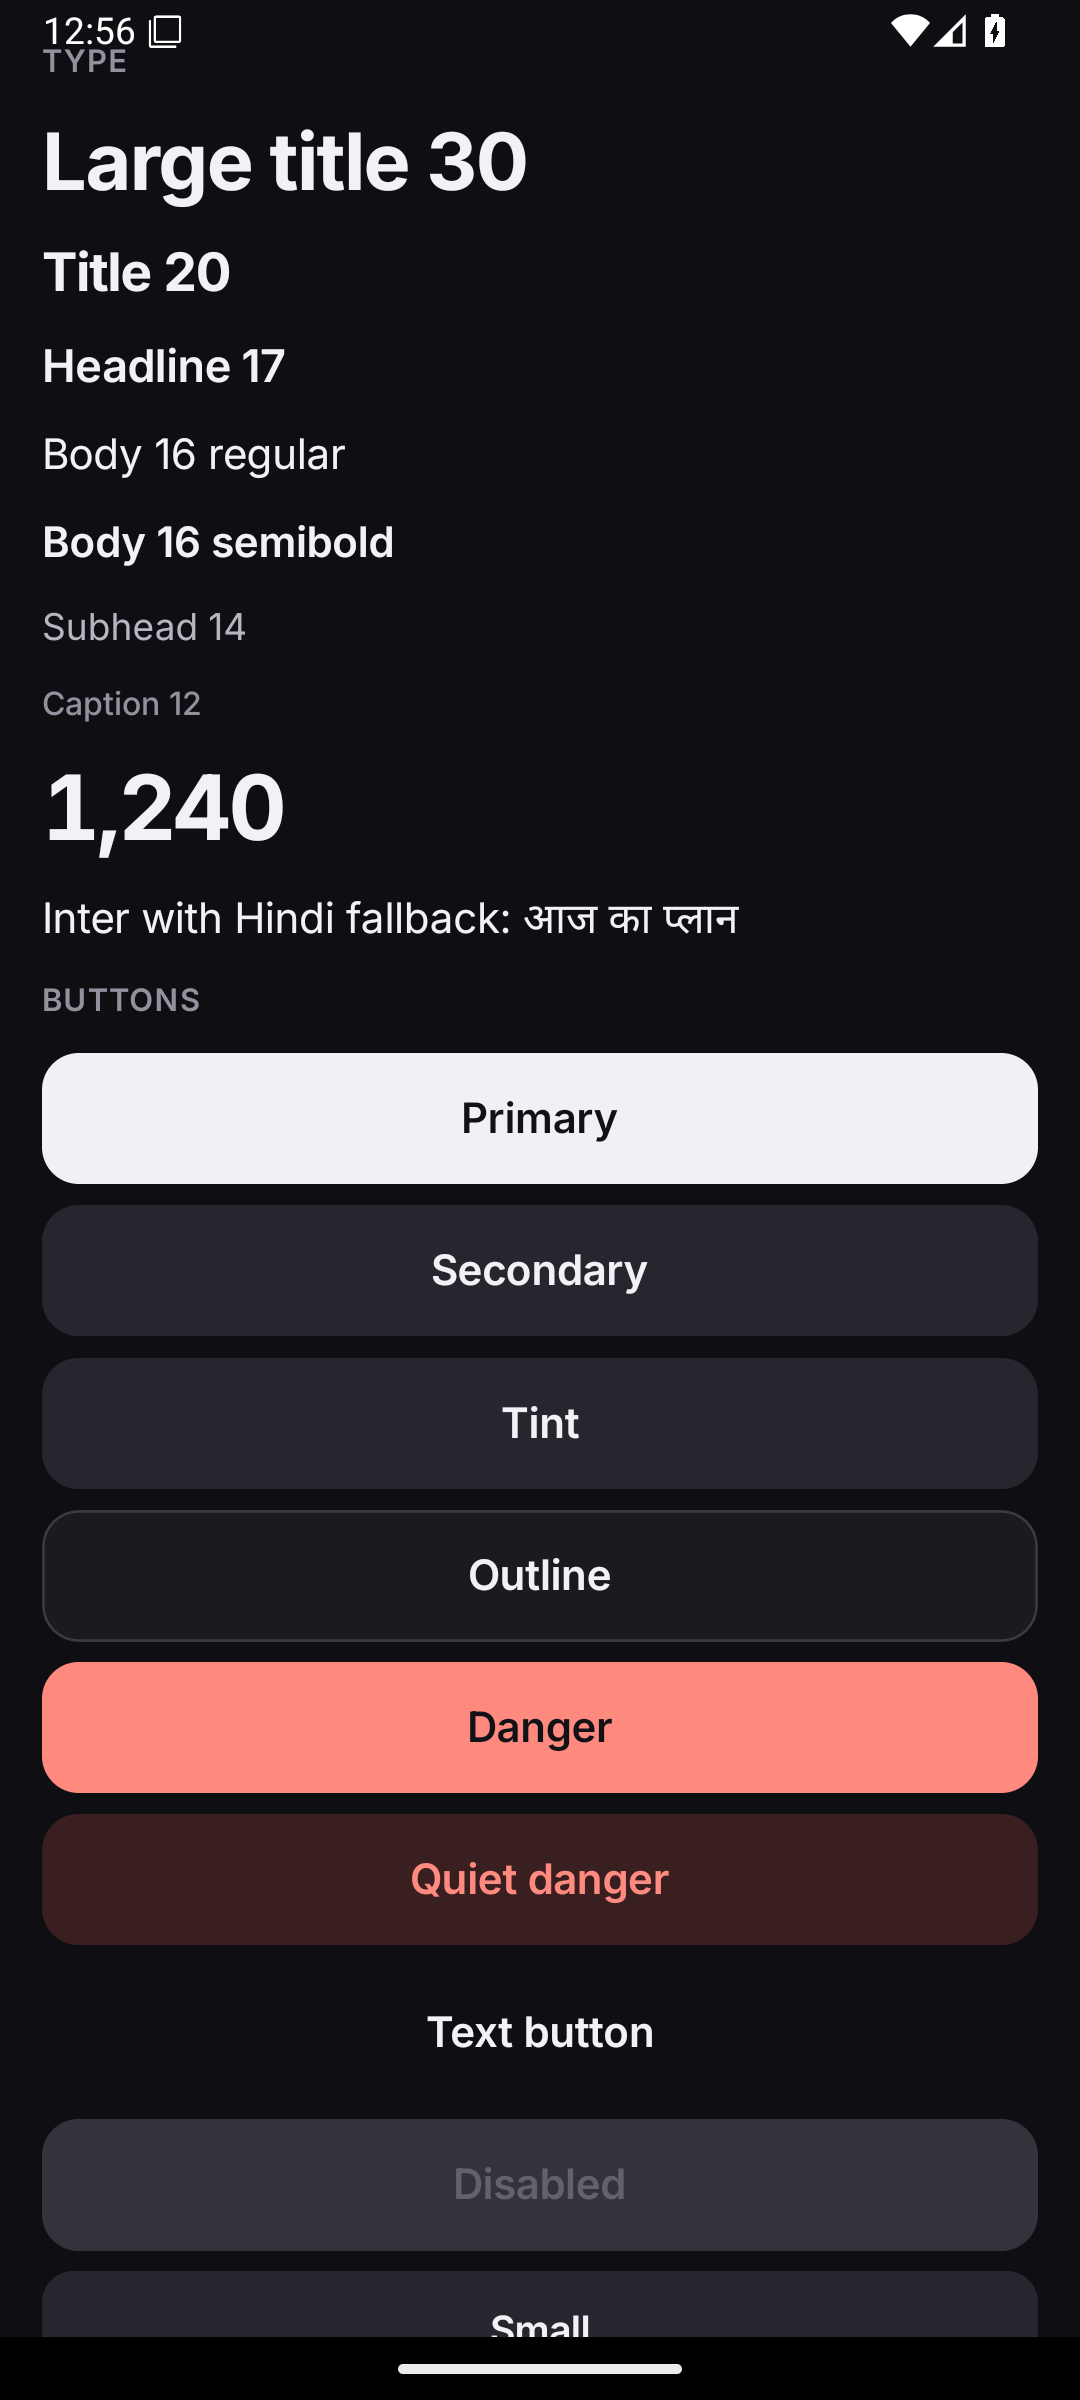 12:56
TYPE
Large title 30
Title 20
Headline 17
Body 16 regular
Body 16 semibold
Subhead 14
Caption 12
1,240
Inter with Hindi fallback: आज का प्लान
BUTTONS
Primary
Secondary
Tint
Outline
Danger
Quiet danger
Text button
Disabled
Small